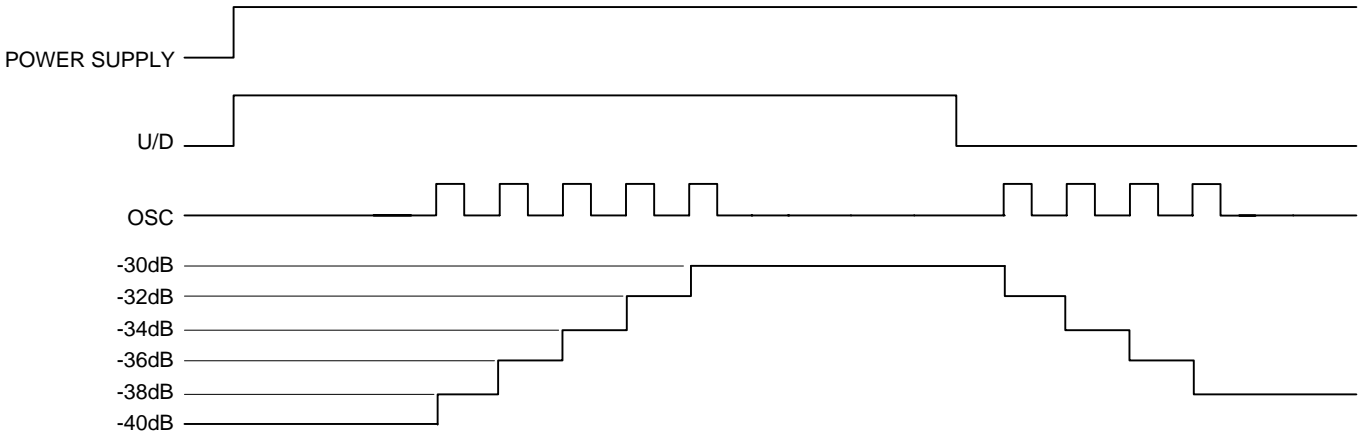 POWER SUPPLY
U/D
OSC
-30dB
-32dB
-34dB
-36dB
-38dB
-40dB